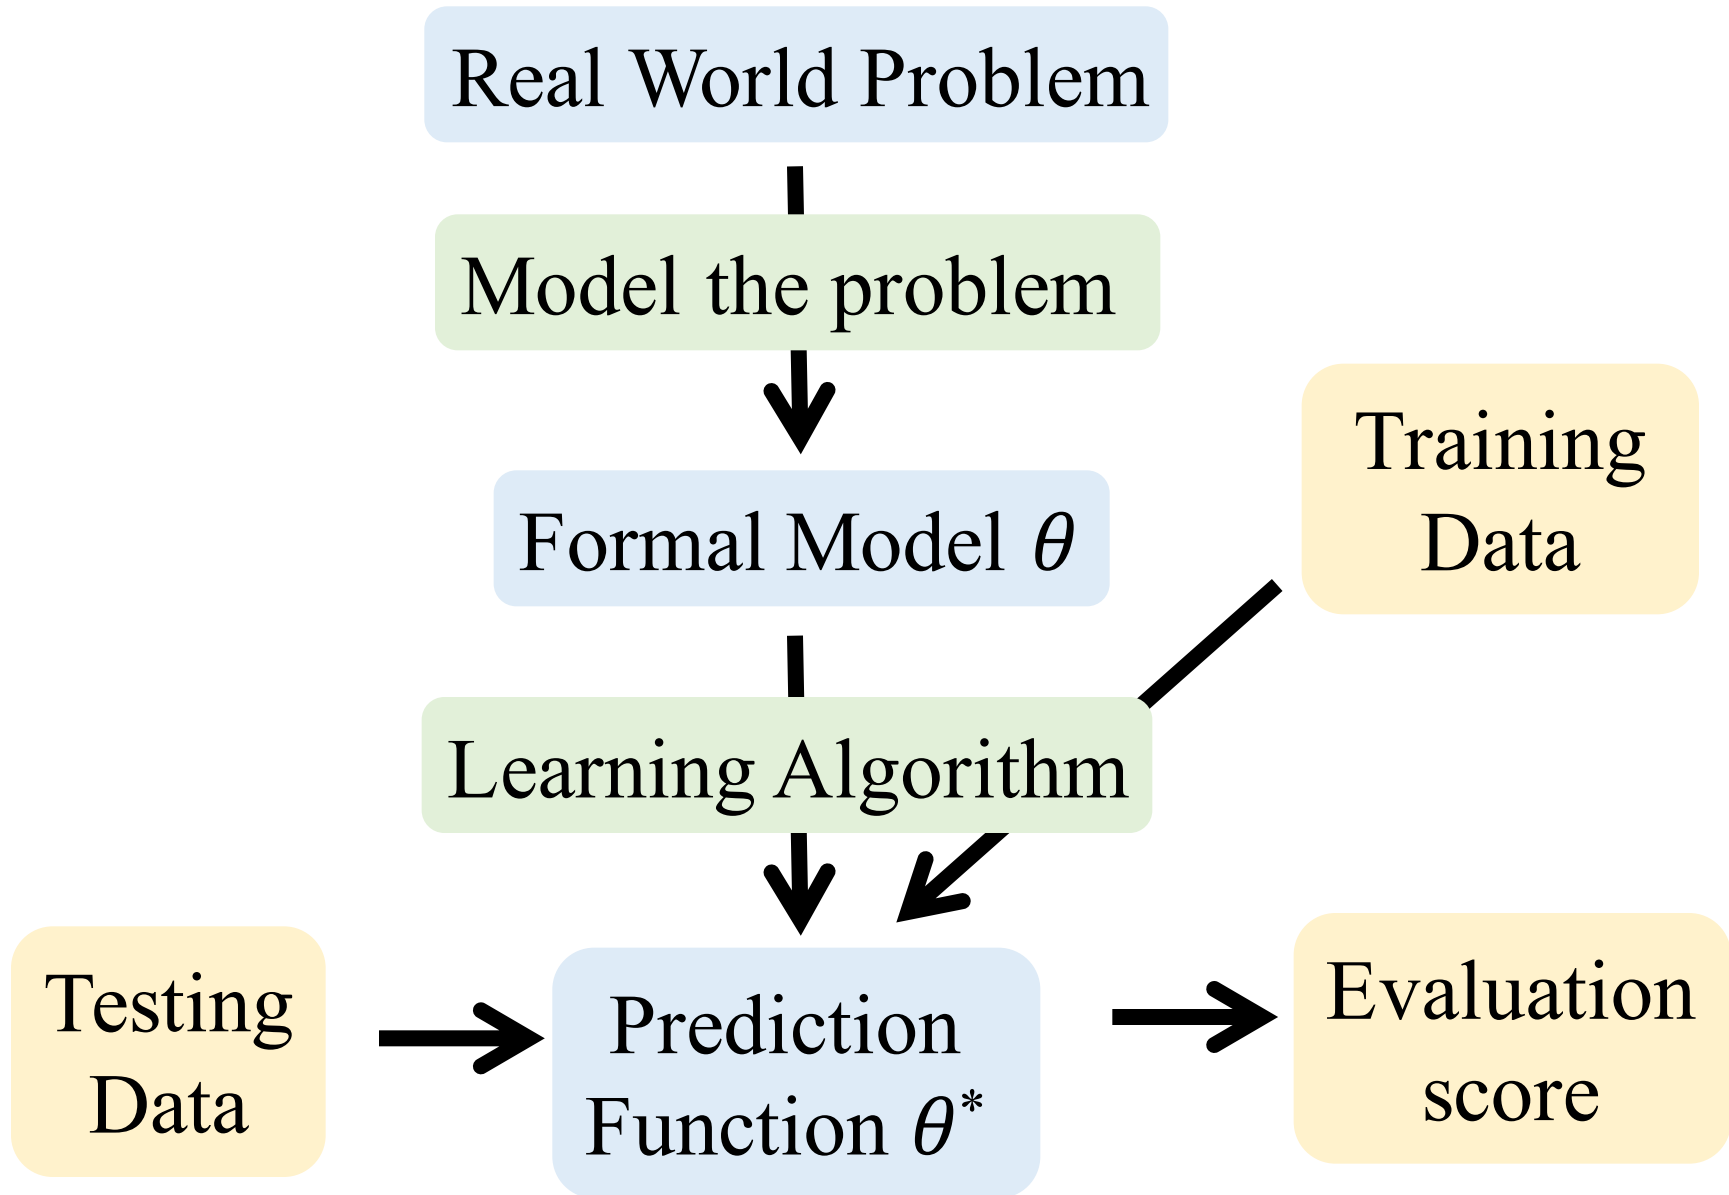 Real World Problem
Model the problem
Training
Data
Formal Model θ
Learning Algorithm
Testing
Data
Prediction
Function θ*
Evaluation
score